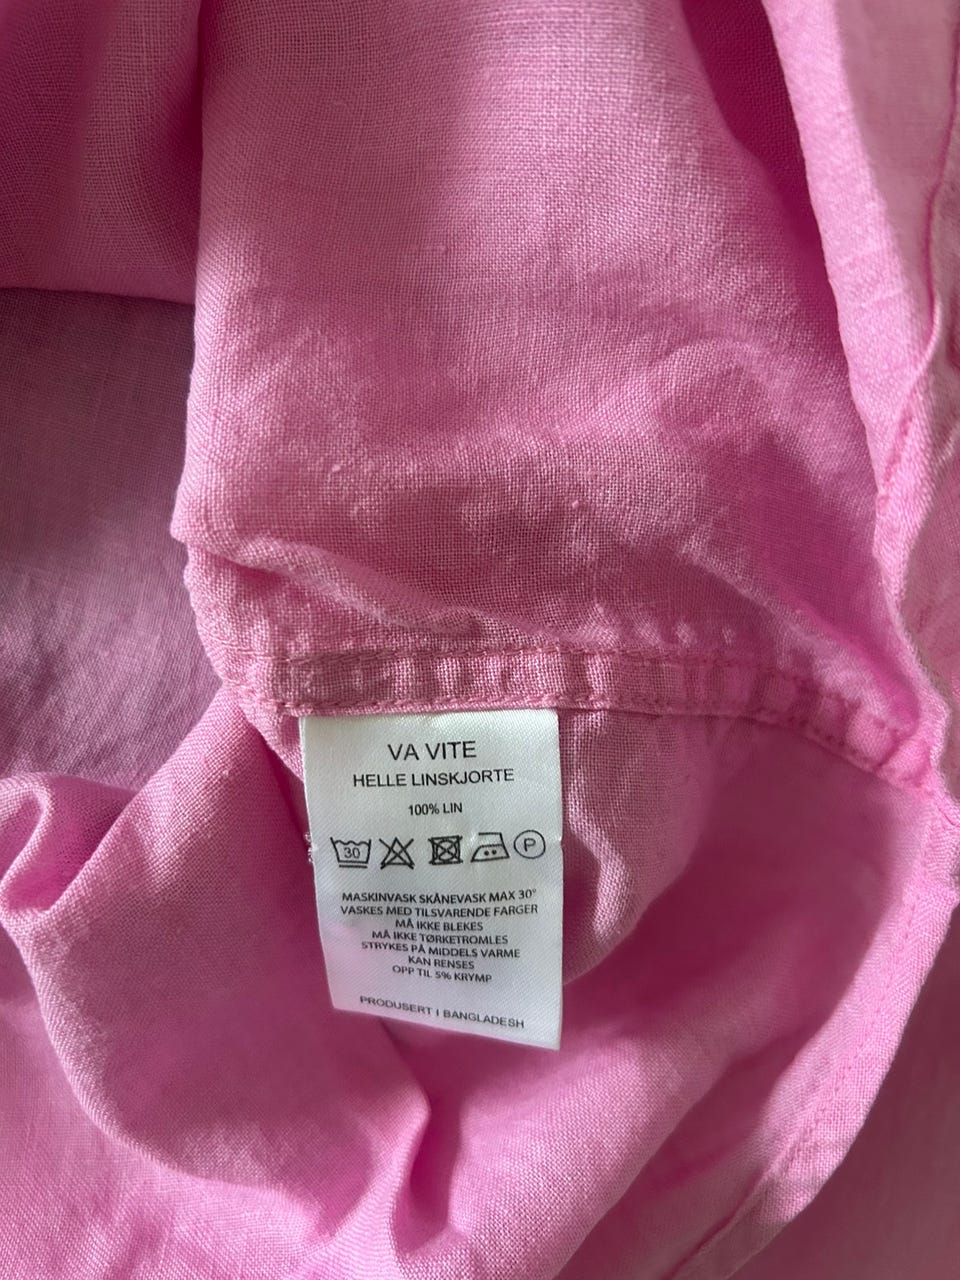 VA VITE
HELLE LINSKJORTE
100% LIN
30 P
MASKINVASK SKÅNEVASK MAX 30°
VASKES MED TILSVARENDE FARGER
MÅ IKKE BLEKES
MÅ IKKE TØRKETROMLES
STRYKES PÅ MIDDELS VARME
KAN RENSES
OPP TIL 5% KRYMP
PRODUSERT I BANGLADESH